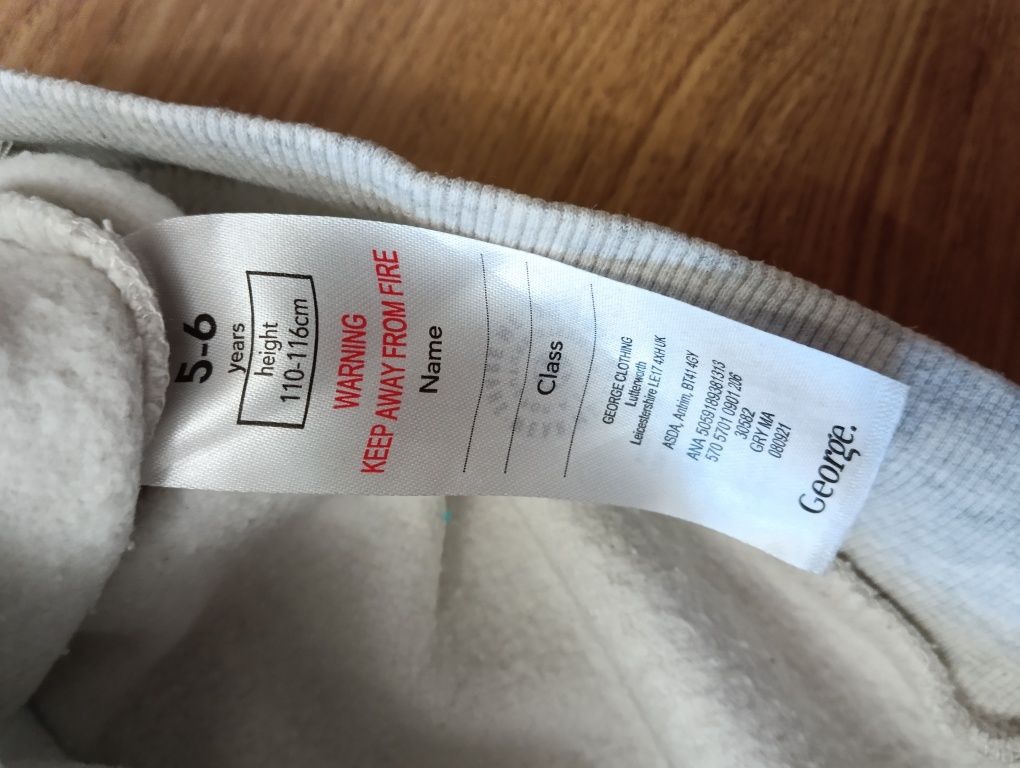 5-6
years
height
110-116cm
WARNING
KEEP AWAY FROM FIRE
Name
Class
GEORGE CLOTHING
Lutterworth
Leicestershire LE17 4XH UK
ASDA, Antrim, BT41 4GY
ANA 5059189381313
570 5701 0901 206
30582
GRY MA
080921
George.